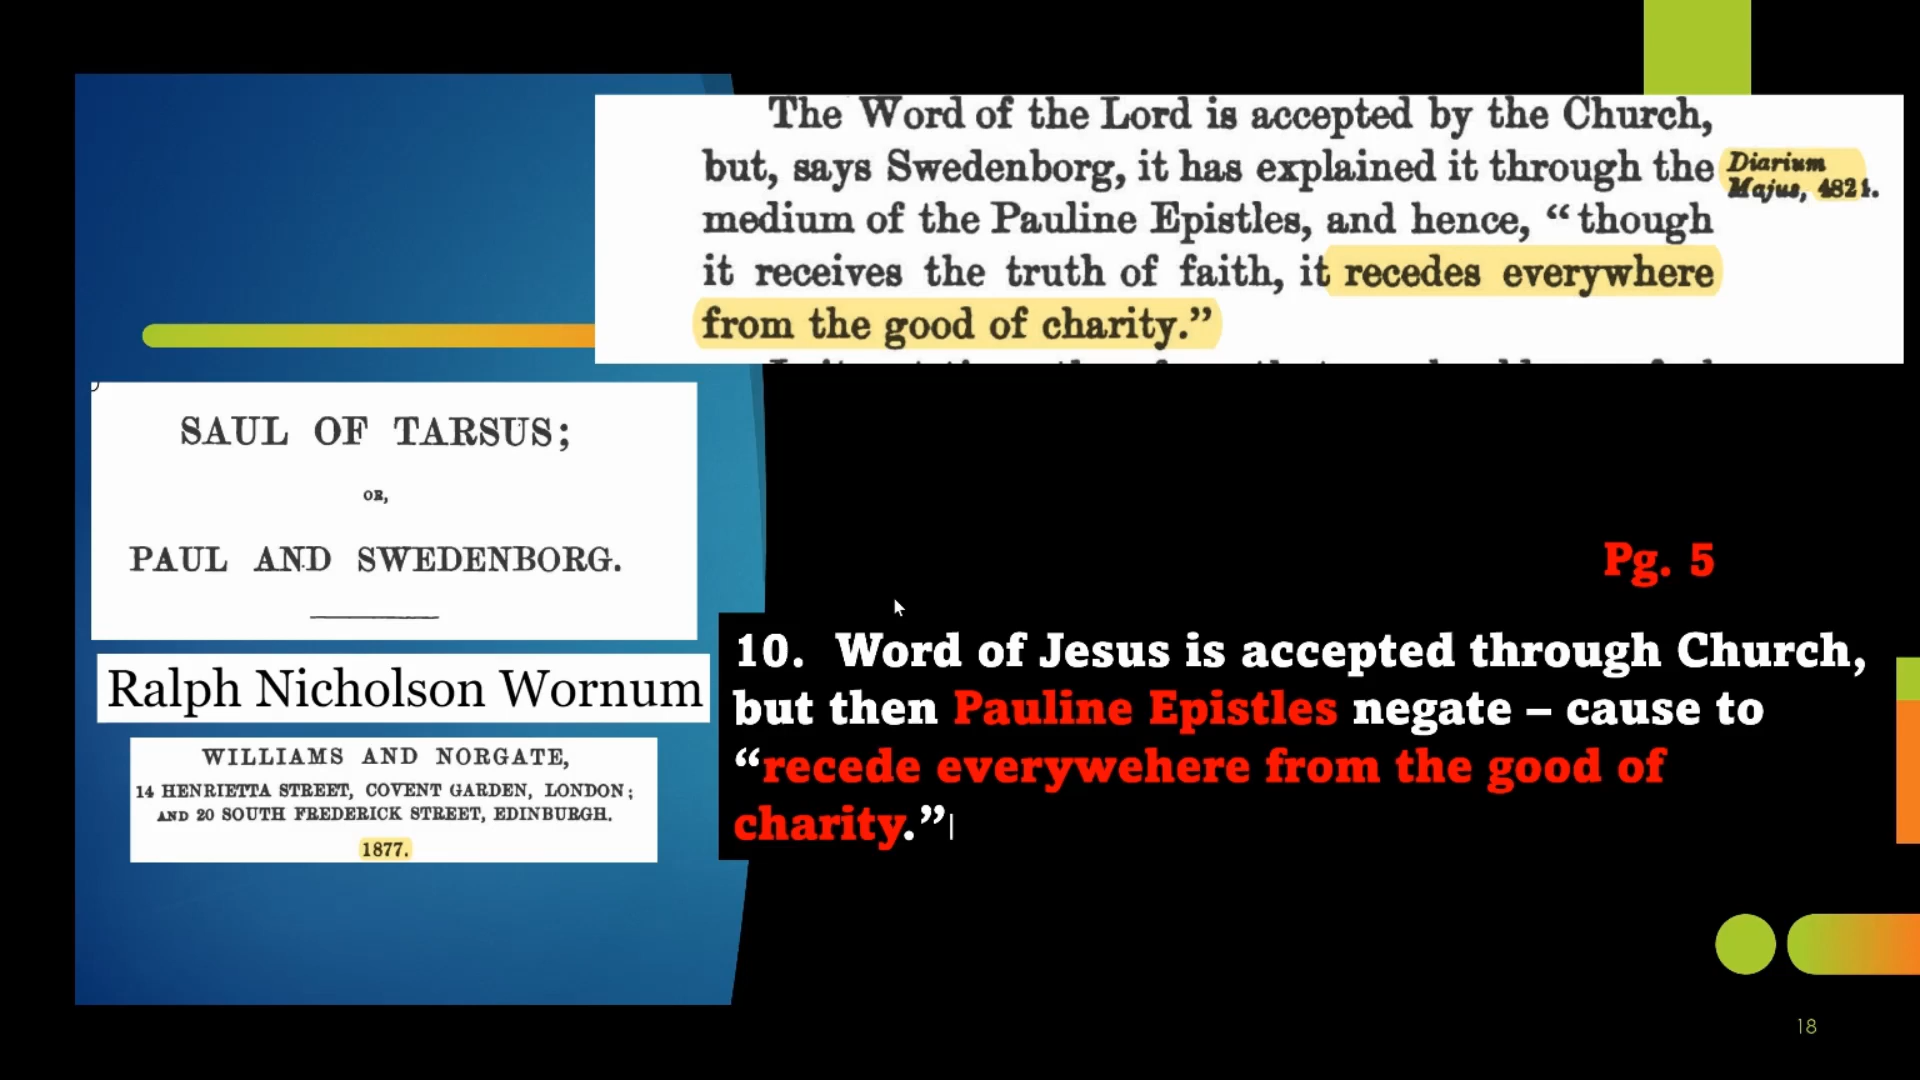 The Word of the Lord is accepted by the Church,
but, says Swedenborg, it has explained it through the
medium of the Pauline Epistles, and hence, “though
it receives the truth of faith, it recedes everywhere
from the good of charity.”
Diarium
Majus, 4821.
SAUL OF TARSUS;
OR,
PAUL AND SWEDENBORG.
Ralph Nicholson Wornum
WILLIAMS AND NORGATE,
14 HENRIETTA STREET, COVENT GARDEN, LONDON;
AND 20 SOUTH FREDERICK STREET, EDINBURGH.
1877.
Pg. 5
10. Word of Jesus is accepted through Church,
but then Pauline Epistles negate – cause to
“recede everywehere from the good of
charity.”
18